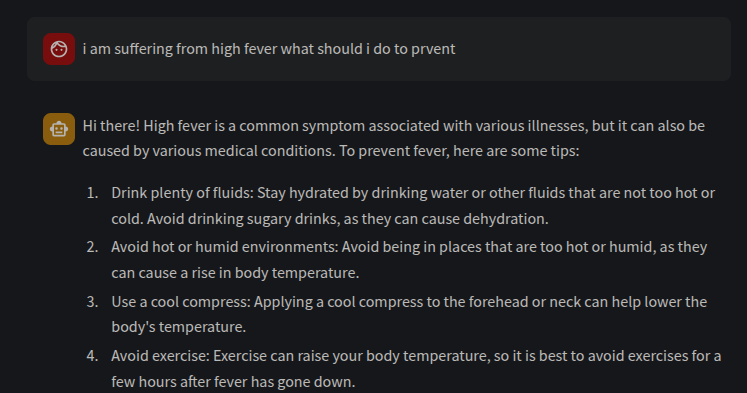 i am suffering from high fever what should i do to prvent
Hi there! High fever is a common symptom associated with various illnesses, but it can also be
caused by various medical conditions. To prevent fever, here are some tips:
1. Drink plenty of fluids: Stay hydrated by drinking water or other fluids that are not too hot or
cold. Avoid drinking sugary drinks, as they can cause dehydration.
2. Avoid hot or humid environments: Avoid being in places that are too hot or humid, as they
can cause a rise in body temperature.
3. Use a cool compress: Applying a cool compress to the forehead or neck can help lower the
body's temperature.
4. Avoid exercise: Exercise can raise your body temperature, so it is best to avoid exercises for a
few hours after fever has gone down.